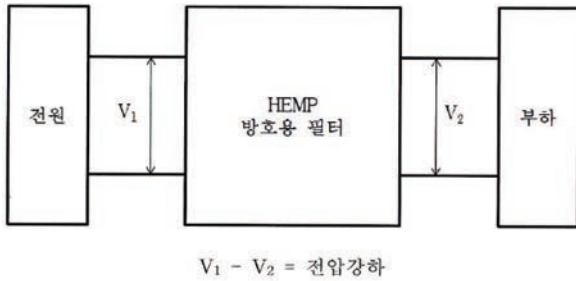 전원
V₁
HEMP
방호용 필터
V₂
부하
V₁ - V₂ = 전압강하